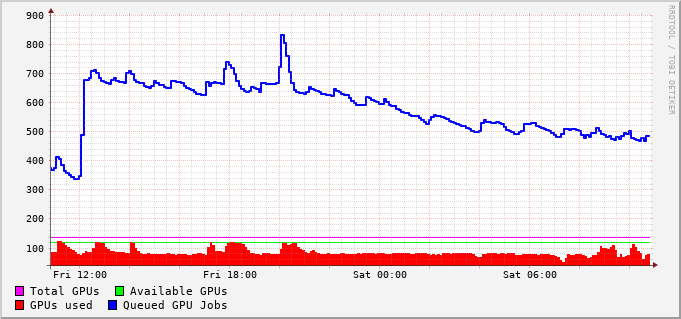 900
800
700
600
500
400
300
200
100
Fri 12:00 Fri 18:00 Sat 00:00 Sat 06:00
Total GPUs Available GPUs
GPUs used Queued GPU Jobs
RRDTOOL / TOBI OETIKER